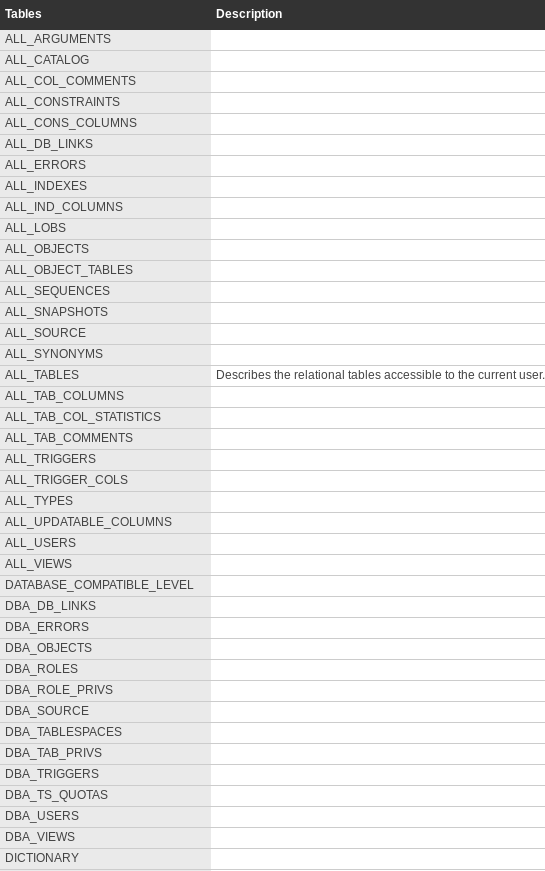 Tables Description
ALL_ARGUMENTS
ALL_CATALOG
ALL_COL_COMMENTS
ALL_CONSTRAINTS
ALL_CONS_COLUMNS
ALL_DB_LINKS
ALL_ERRORS
ALL_INDEXES
ALL_IND_COLUMNS
ALL_LOBS
ALL_OBJECTS
ALL_OBJECT_TABLES
ALL_SEQUENCES
ALL_SNAPSHOTS
ALL_SOURCE
ALL_SYNONYMS
ALL_TABLES Describes the relational tables accessible to the current user.
ALL_TAB_COLUMNS
ALL_TAB_COL_STATISTICS
ALL_TAB_COMMENTS
ALL_TRIGGERS
ALL_TRIGGER_COLS
ALL_TYPES
ALL_UPDATABLE_COLUMNS
ALL_USERS
ALL_VIEWS
DATABASE_COMPATIBLE_LEVEL
DBA_DB_LINKS
DBA_ERRORS
DBA_OBJECTS
DBA_ROLES
DBA_ROLE_PRIVS
DBA_SOURCE
DBA_TABLESPACES
DBA_TAB_PRIVS
DBA_TRIGGERS
DBA_TS_QUOTAS
DBA_USERS
DBA_VIEWS
DICTIONARY